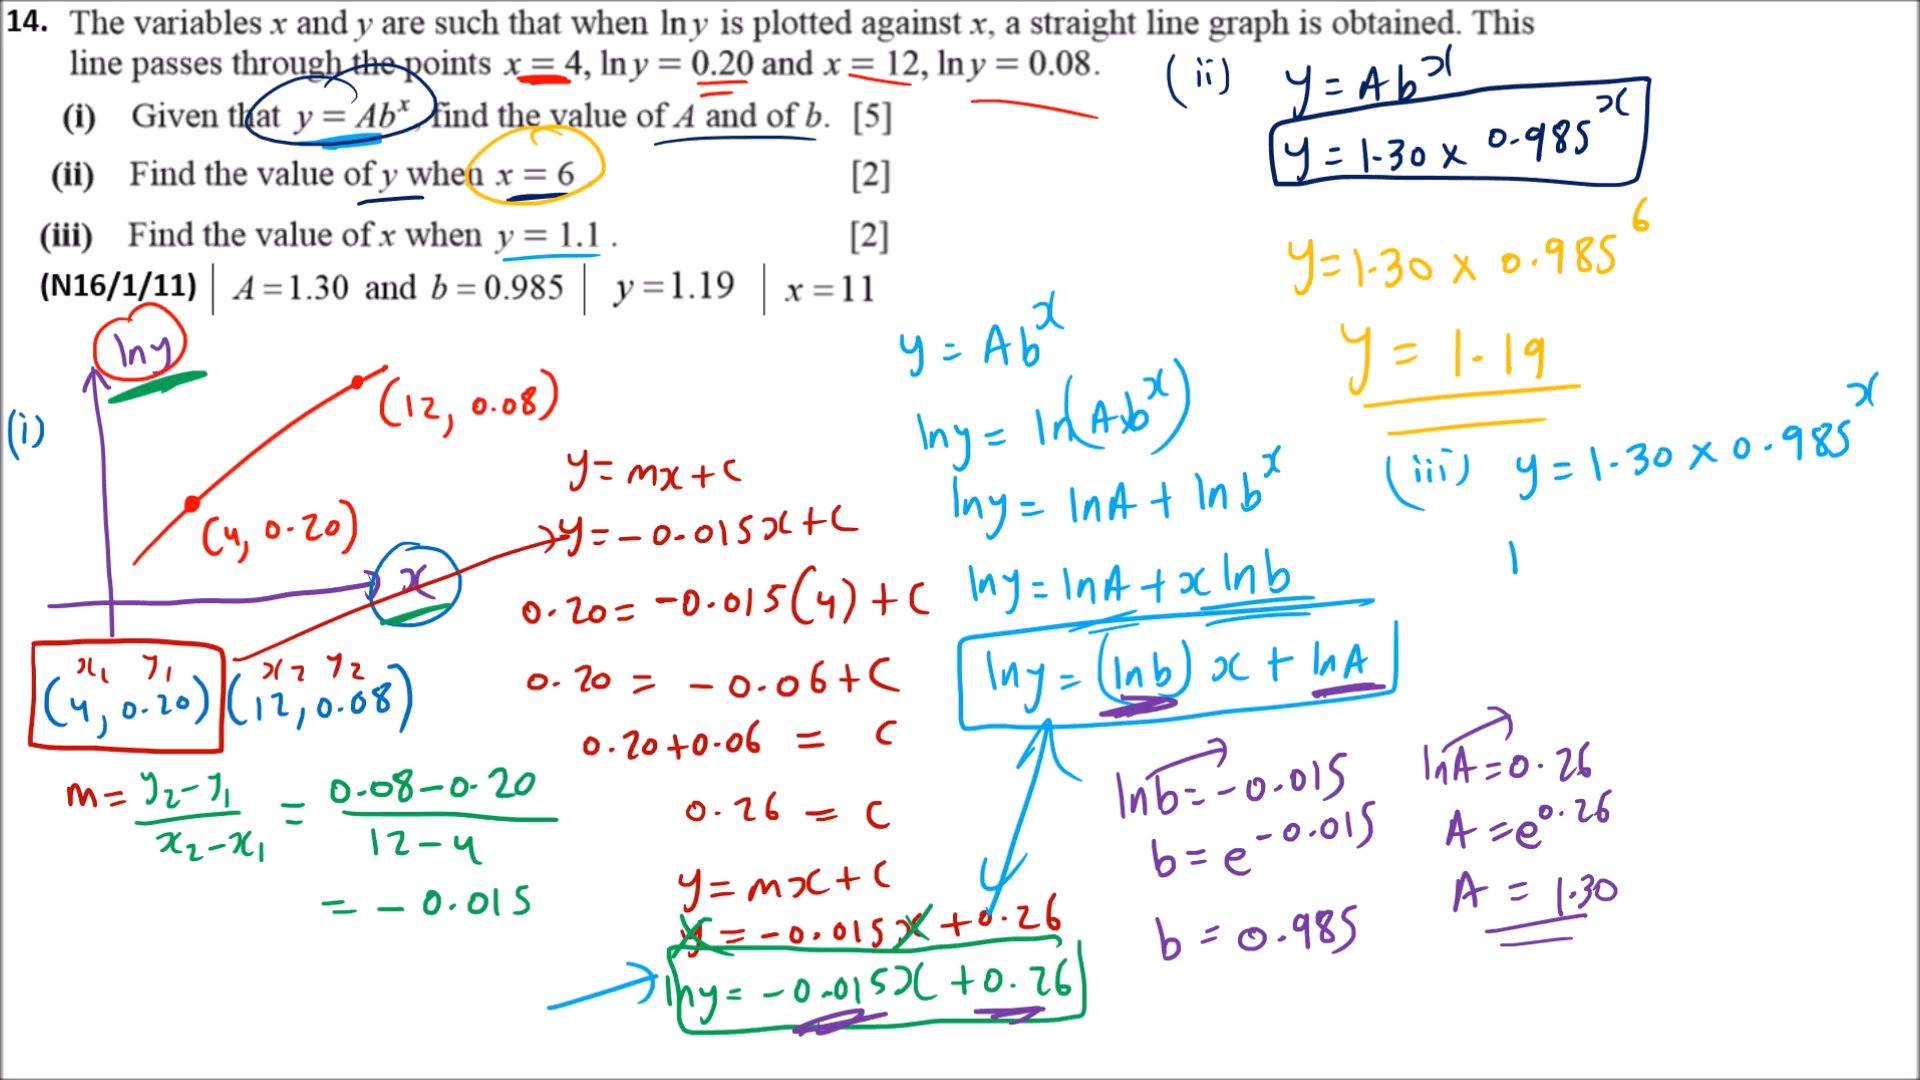 14. The variables x and y are such that when ln y is plotted against x, a straight line graph is obtained. This
line passes through the points x = 4, ln y = 0.20 and x = 12, ln y = 0.08.
(i) Given that y = Ab^x, find the value of A and of b. [5]
(ii) Find the value of y when x = 6 [2]
(iii) Find the value of x when y = 1.1 . [2]
(N16/1/11) | A = 1.30 and b = 0.985 | y = 1.19 | x = 11
(i)
ln y
(12, 0.08)
(4, 0.20)
x
x₁ y₁ x₂ y₂
(4, 0.20) (12, 0.08)
m = y₂-y₁ / x₂-x₁ = 0.08-0.20 / 12-4
= -0.015
y = mx + c
y = -0.015x + c
0.20 = -0.015(4) + c
0.20 = -0.06 + c
0.20+0.06 = c
0.26 = c
y = mx + c
y = -0.015x + 0.26
ln y = -0.015x + 0.26
y = Ab^x
ln y = ln(A×b^x)
ln y = ln A + ln b^x
ln y = ln A + x ln b
ln y = (ln b) x + ln A
ln b = -0.015
b = e^-0.015
b = 0.985
ln A = 0.26
A = e^0.26
A = 1.30
(ii) y = Ab^x
y = 1.30 × 0.985^x
y = 1.30 × 0.985^6
y = 1.19
(iii) y = 1.30 × 0.985^x
1